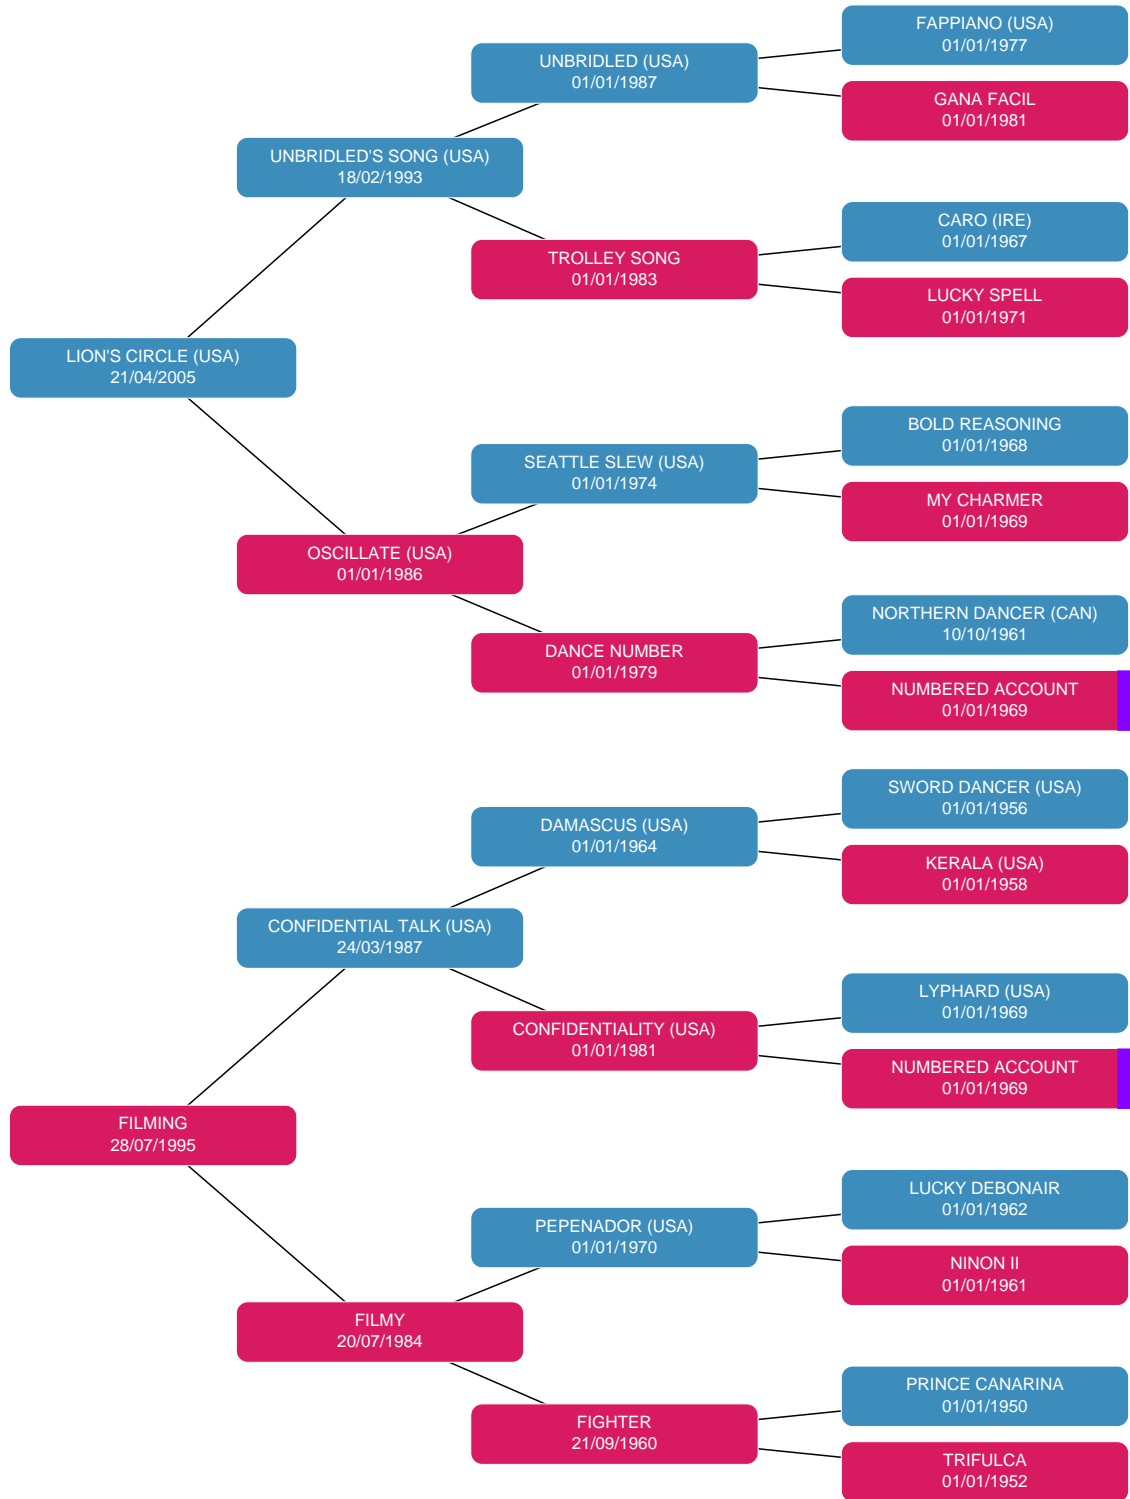 FAPPIANO (USA)
01/01/1977
UNBRIDLED (USA)
01/01/1987
GANA FACIL
01/01/1981
UNBRIDLED'S SONG (USA)
18/02/1993
CARO (IRE)
01/01/1967
TROLLEY SONG
01/01/1983
LUCKY SPELL
01/01/1971
LION'S CIRCLE (USA)
21/04/2005
BOLD REASONING
01/01/1968
SEATTLE SLEW (USA)
01/01/1974
MY CHARMER
01/01/1969
OSCILLATE (USA)
01/01/1986
NORTHERN DANCER (CAN)
10/10/1961
DANCE NUMBER
01/01/1979
NUMBERED ACCOUNT
01/01/1969
SWORD DANCER (USA)
01/01/1956
DAMASCUS (USA)
01/01/1964
KERALA (USA)
01/01/1958
CONFIDENTIAL TALK (USA)
24/03/1987
LYPHARD (USA)
01/01/1969
CONFIDENTIALITY (USA)
01/01/1981
NUMBERED ACCOUNT
01/01/1969
FILMING
28/07/1995
LUCKY DEBONAIR
01/01/1962
PEPENADOR (USA)
01/01/1970
NINON II
01/01/1961
FILMY
20/07/1984
PRINCE CANARINA
01/01/1950
FIGHTER
21/09/1960
TRIFULCA
01/01/1952